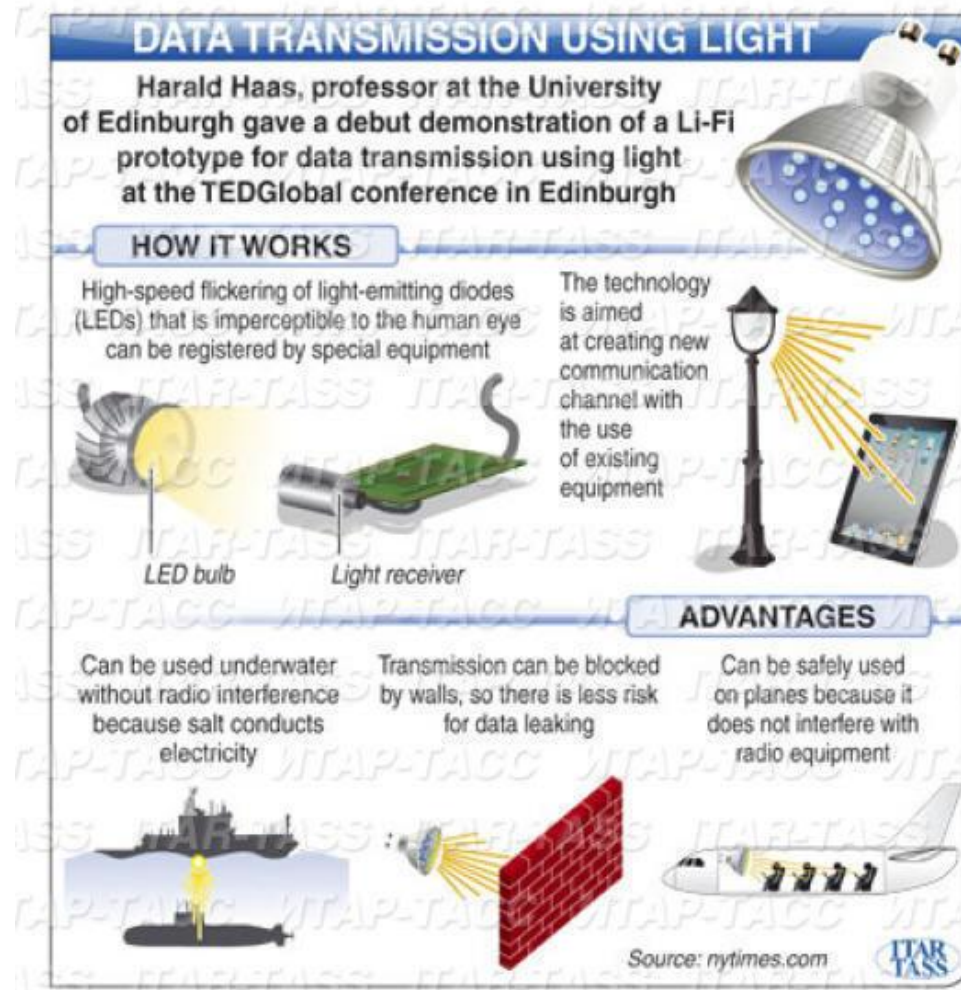 DATA TRANSMISSION USING LIGHT
Harald Haas, professor at the University
of Edinburgh gave a debut demonstration of a Li-Fi
prototype for data transmission using light
at the TEDGlobal conference in Edinburgh
HOW IT WORKS
High-speed flickering of light-emitting diodes
(LEDs) that is imperceptible to the human eye
can be registered by special equipment
LED bulb
Light receiver
The technology
is aimed
at creating new
communication
channel with
the use
of existing
equipment
ADVANTAGES
Can be used underwater
without radio interference
because salt conducts
electricity
Transmission can be blocked
by walls, so there is less risk
for data leaking
Can be safely used
on planes because it
does not interfere with
radio equipment
Source: nytimes.com
ITAR
TASS
ITAR-TASS
ИТАР-ТАСС